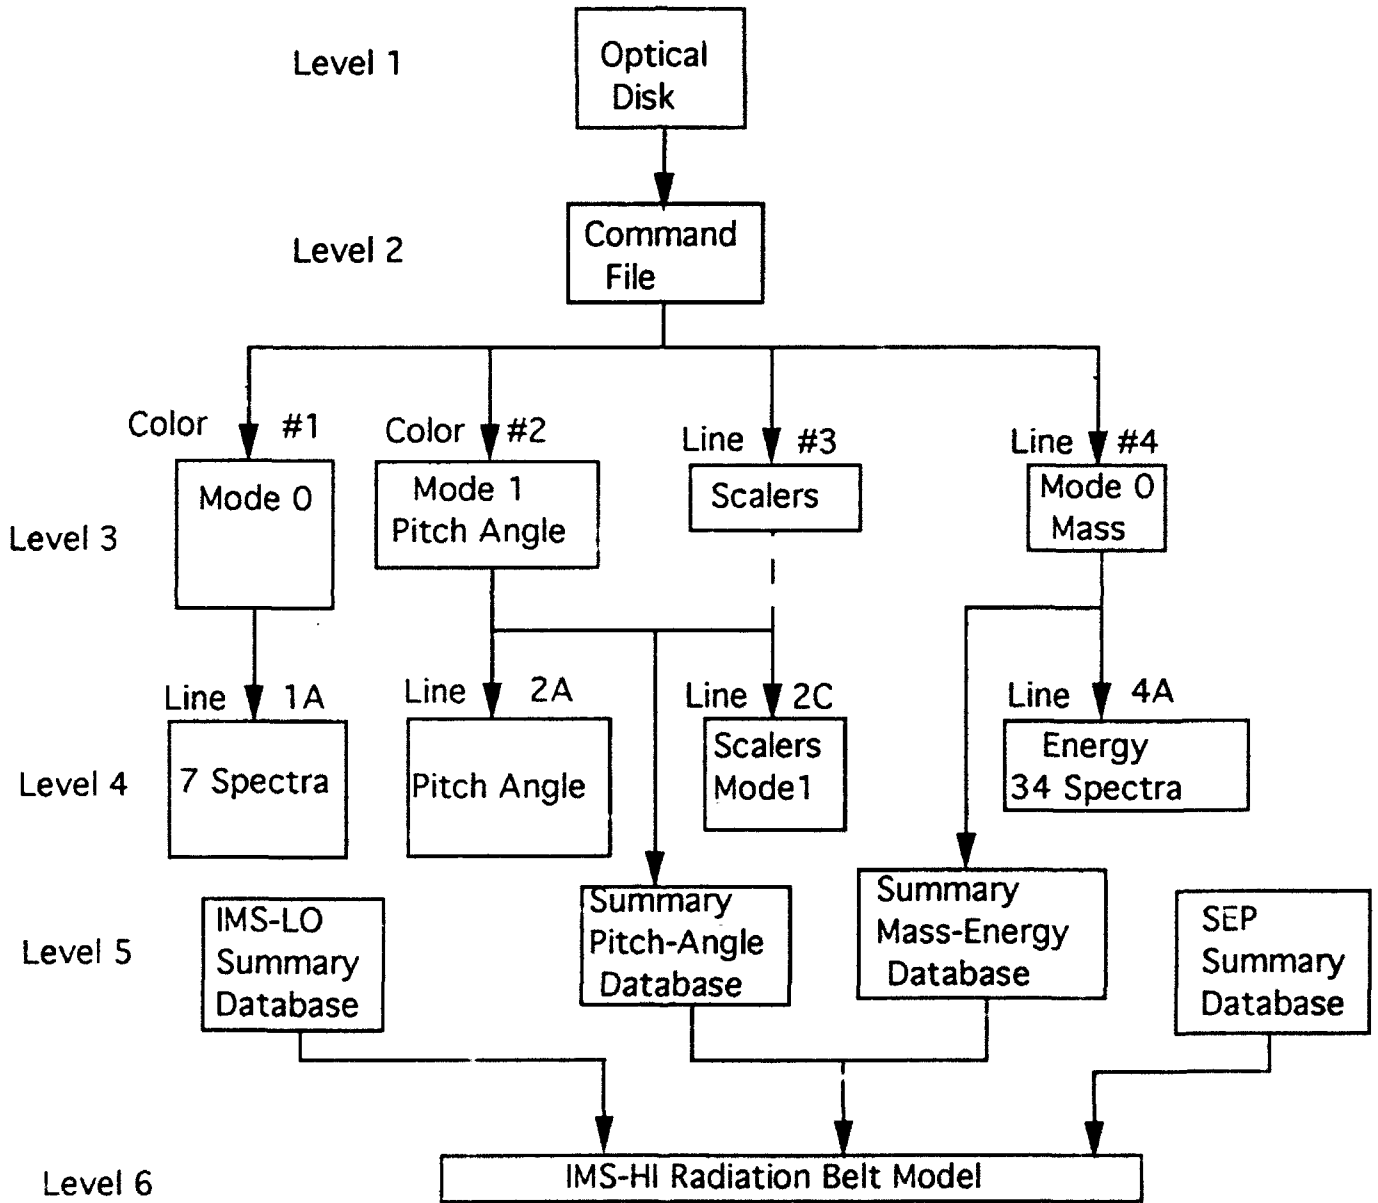 Level 1
Optical
Disk
Level 2
Command
File
Color #1
Color #2
Line #3
Line #4
Level 3
Mode 0
Mode 1
Pitch Angle
Scalers
Mode 0
Mass
Line 1A
Line 2A
Line 2C
Line 4A
Level 4
7 Spectra
Pitch Angle
Scalers
Mode1
Energy
34 Spectra
Level 5
IMS-LO
Summary
Database
Summary
Pitch-Angle
Database
Summary
Mass-Energy
Database
SEP
Summary
Database
Level 6
IMS-HI Radiation Belt Model